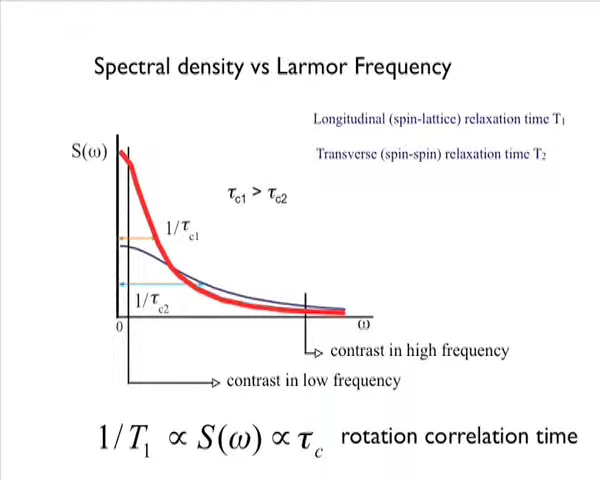 Spectral density vs Larmor Frequency
Longitudinal (spin-lattice) relaxation time T₁
Transverse (spin-spin) relaxation time T₂
S(ω)
τc1 > τc2
1/τc1
1/τc2
0
ω
contrast in high frequency
contrast in low frequency
1/T₁ ∝ S(ω) ∝ τc rotation correlation time